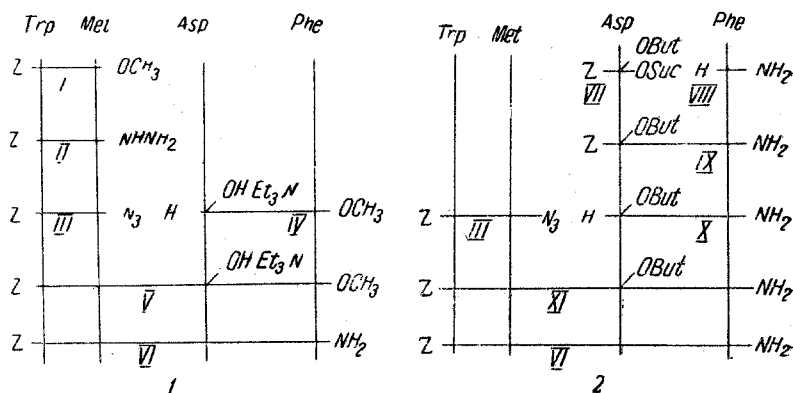 Trp Met Asp Phe
Z OCH3
I
Z NHNH2
II
OH Et3N
Z N3 H OCH3
III IV
OH Et3N
Z OCH3
V
Z NH2
VI
1
Trp Met Asp Phe
OBut
Z OSuc H NH2
VII VIII
OBut
Z NH2
IX
OBut
Z N3 H NH2
III X
OBut
Z NH2
XI
Z NH2
VI
2